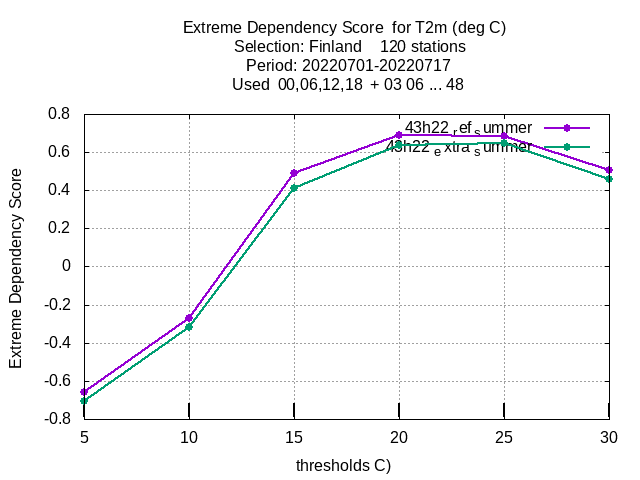 Extreme Dependency Score  for T2m (deg C)
Selection: Finland    120 stations
Period: 20220701-20220717
Used  00,06,12,18  + 03 06 ... 48
43h22_ref_summer
43h22_extra_summer
Extreme Dependency Score
0.8
0.6
0.4
0.2
0
-0.2
-0.4
-0.6
-0.8
5 10 15 20 25 30
thresholds C)